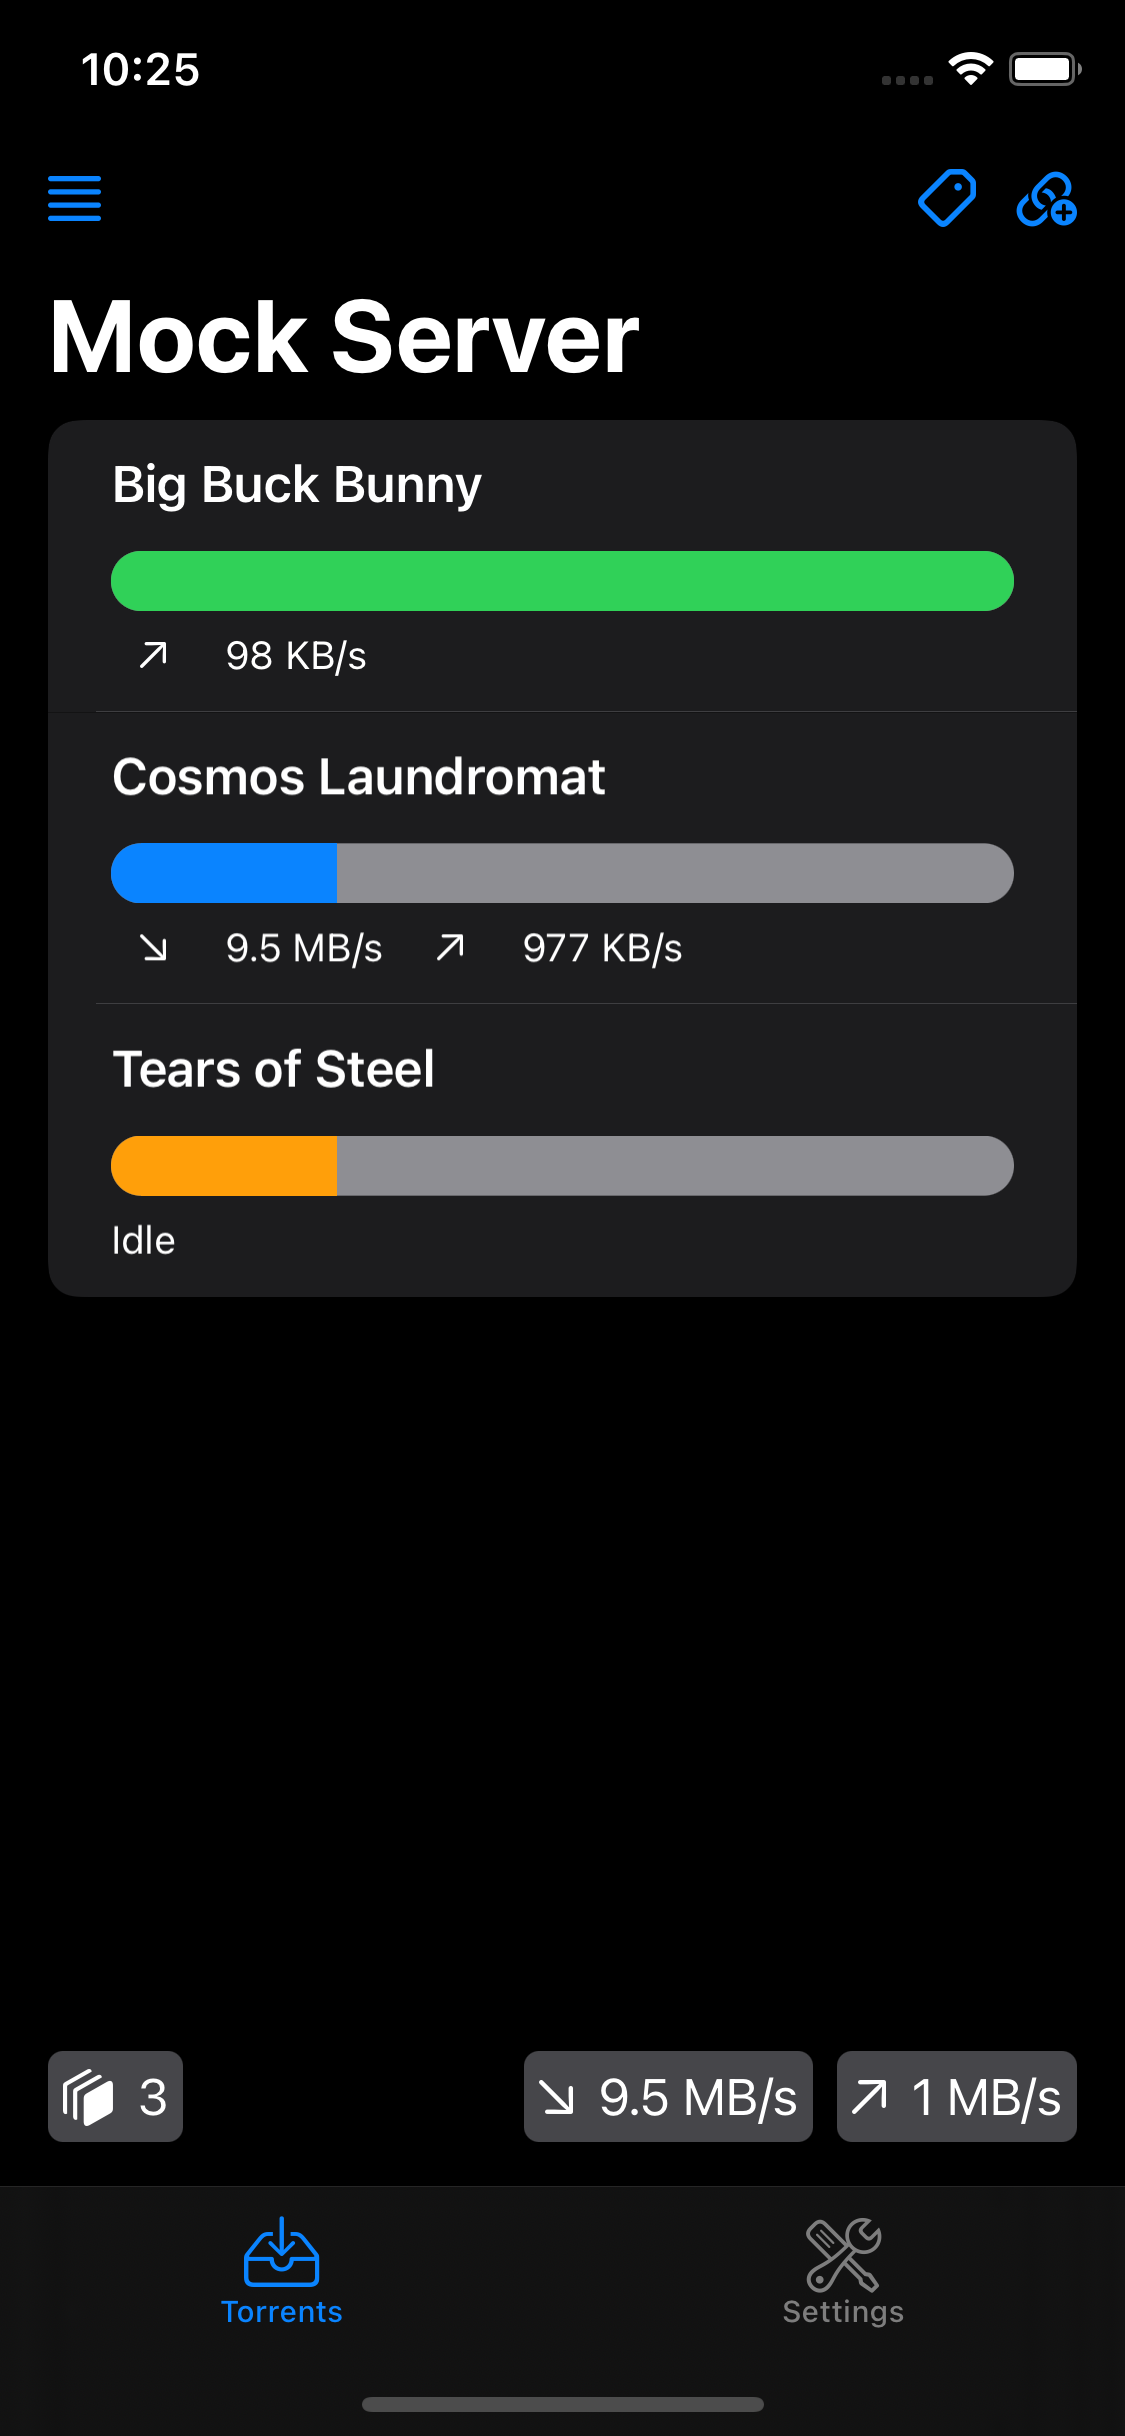 10:25
Mock Server
Big Buck Bunny
98 KB/s
Cosmos Laundromat
9.5 MB/s 977 KB/s
Tears of Steel
Idle
3 9.5 MB/s 1 MB/s
Torrents Settings